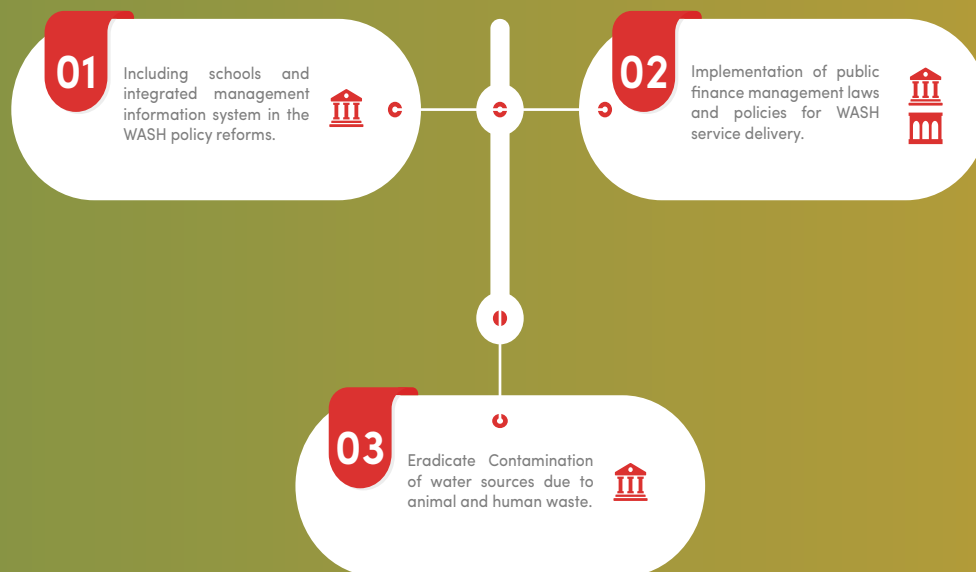 01
Including schools and
integrated management
information system in the
WASH policy reforms.
02
Implementation of public
finance management laws
and policies for WASH
service delivery.
03
Eradicate Contamination
of water sources due to
animal and human waste.